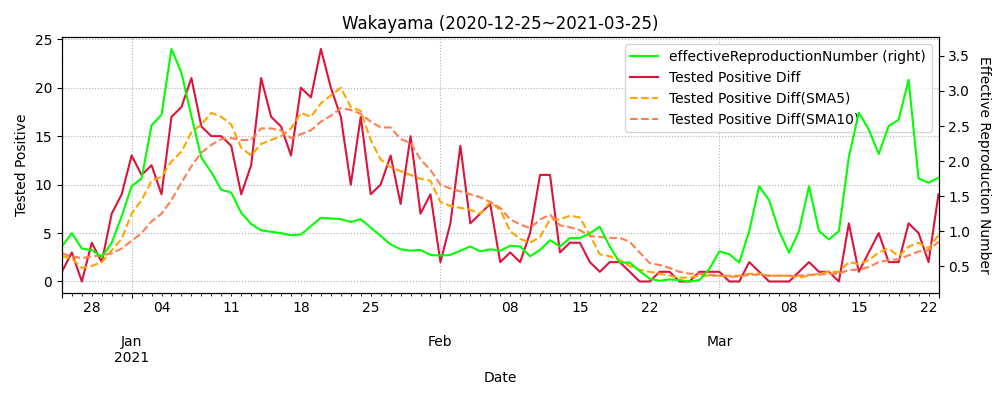 Wakayama (2020-12-25~2021-03-25)
25
20
15
10
5
0
Tested Positive
3.5
3.0
2.5
2.0
1.5
1.0
0.5
Effective Reproduction Number
effectiveReproductionNumber (right)
Tested Positive Diff
Tested Positive Diff(SMA5)
Tested Positive Diff(SMA10)
28 04 11 18 25 08 15 22 08 15 22
Jan Feb Mar
2021
Date